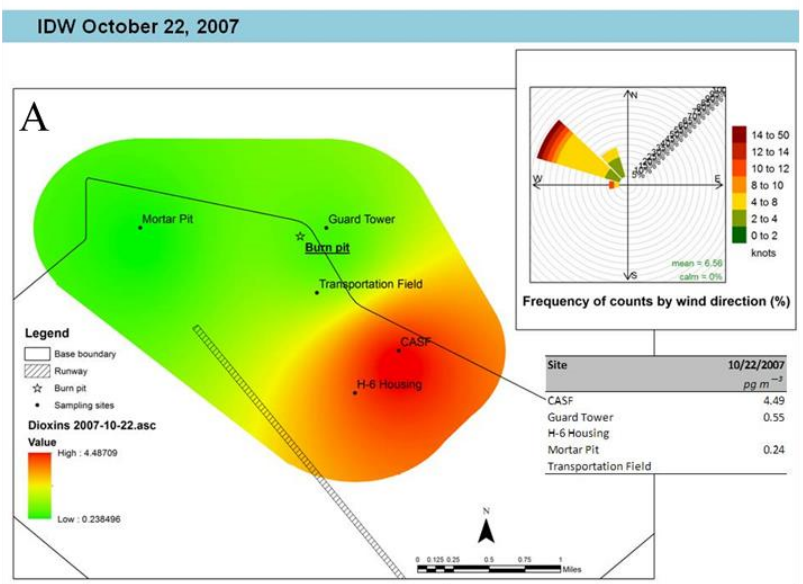 IDW October 22, 2007
A
Mortar Pit
Guard Tower
Burn pit
Transportation Field
CASF
H-6 Housing
Legend
Base boundary
Runway
Burn pit
Sampling sites
Dioxins 2007-10-22.asc
Value
High : 4.48709
Low : 0.238496
N
W
E
S
5%
14 to 50
12 to 14
10 to 12
8 to 10
4 to 8
2 to 4
0 to 2
knots
mean = 6.56
calm = 0%
Frequency of counts by wind direction (%)
Site 10/22/2007
pg m⁻³
CASF 4.49
Guard Tower 0.55
H-6 Housing
Mortar Pit 0.24
Transportation Field
N
0 0.125 0.25 0.5 0.75 1
Miles